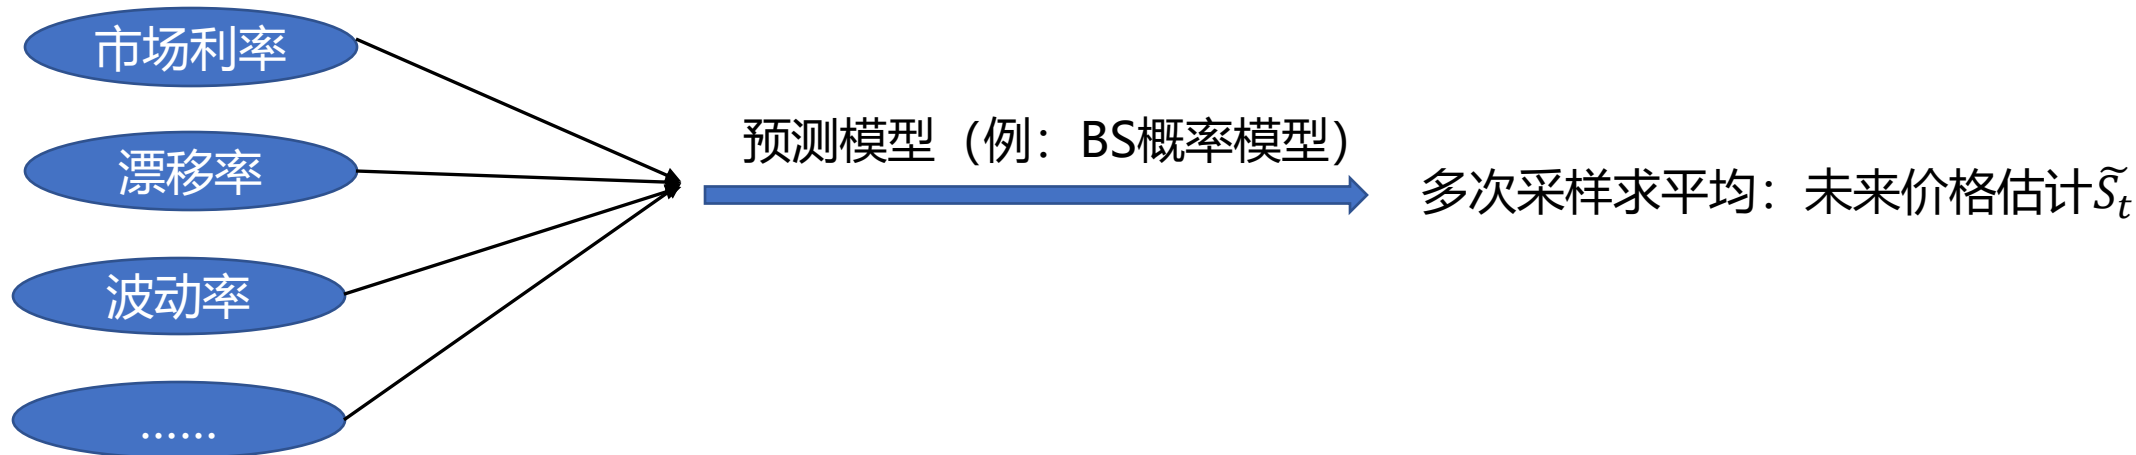 市场利率
漂移率
波动率
……
预测模型（例：BS概率模型）
多次采样求平均：未来价格估计$\widetilde{S}_t$